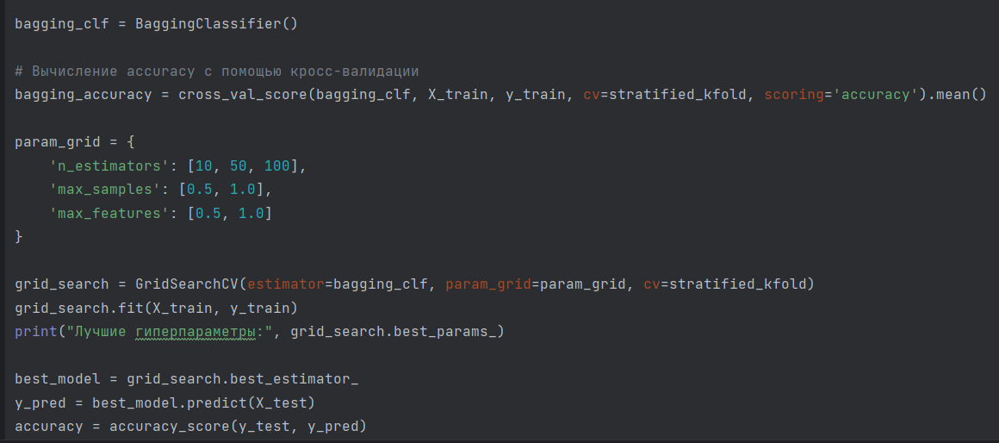 bagging_clf = BaggingClassifier()
# Вычисление accuracy с помощью кросс-валидации
bagging_accuracy = cross_val_score(bagging_clf, X_train, y_train, cv=stratified_kfold, scoring='accuracy').mean()
param_grid = {
    'n_estimators': [10, 50, 100],
    'max_samples': [0.5, 1.0],
    'max_features': [0.5, 1.0]
}
grid_search = GridSearchCV(estimator=bagging_clf, param_grid=param_grid, cv=stratified_kfold)
grid_search.fit(X_train, y_train)
print("Лучшие гиперпараметры:", grid_search.best_params_)
best_model = grid_search.best_estimator_
y_pred = best_model.predict(X_test)
accuracy = accuracy_score(y_test, y_pred)